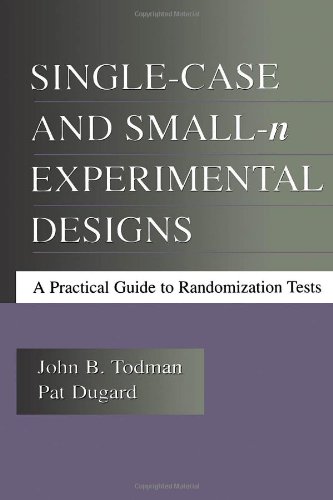 SINGLE-CASE
AND SMALL-n
EXPERIMENTAL
DESIGNS
A Practical Guide to Randomization Tests
John B. Todman
Pat Dugard